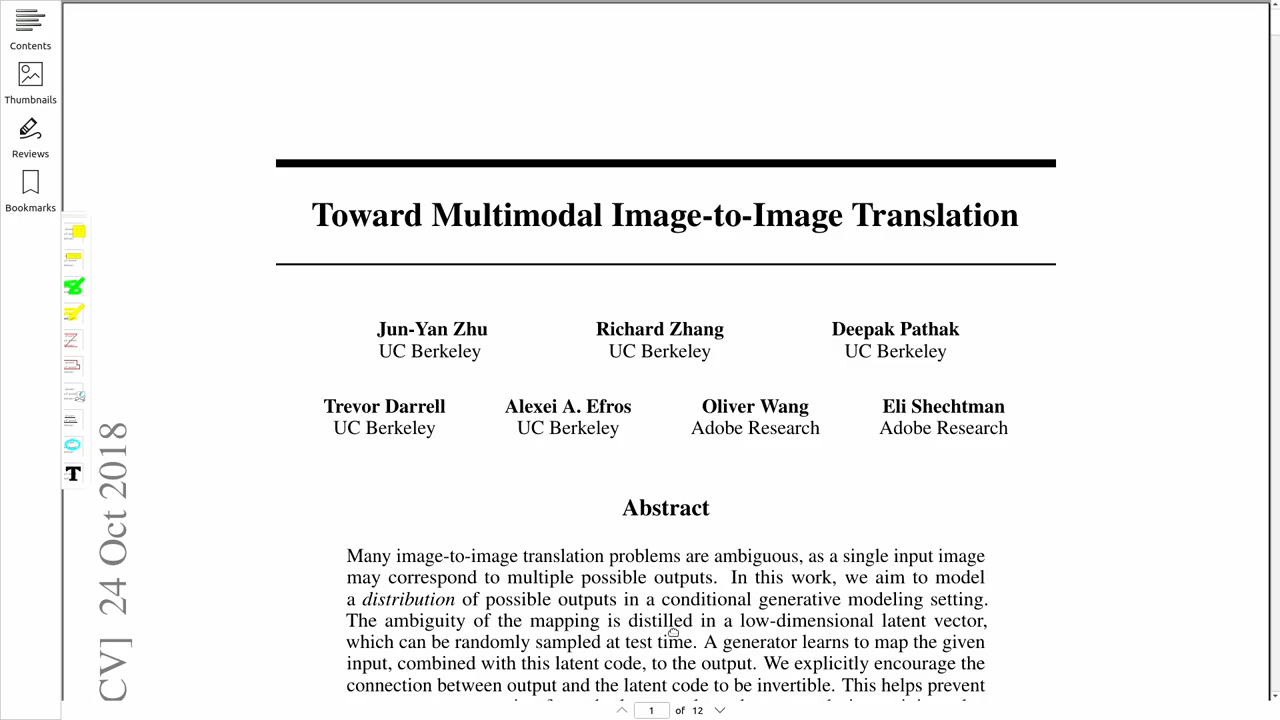 Contents
Thumbnails
Reviews
Bookmarks
Toward Multimodal Image-to-Image Translation
Jun-Yan Zhu Richard Zhang Deepak Pathak
UC Berkeley UC Berkeley UC Berkeley
Trevor Darrell Alexei A. Efros Oliver Wang Eli Shechtman
UC Berkeley UC Berkeley Adobe Research Adobe Research
CV] 24 Oct 2018
Abstract
Many image-to-image translation problems are ambiguous, as a single input image
may correspond to multiple possible outputs. In this work, we aim to model
a distribution of possible outputs in a conditional generative modeling setting.
The ambiguity of the mapping is distilled in a low-dimensional latent vector,
which can be randomly sampled at test time. A generator learns to map the given
input, combined with this latent code, to the output. We explicitly encourage the
connection between output and the latent code to be invertible. This helps prevent
1 of 12
T